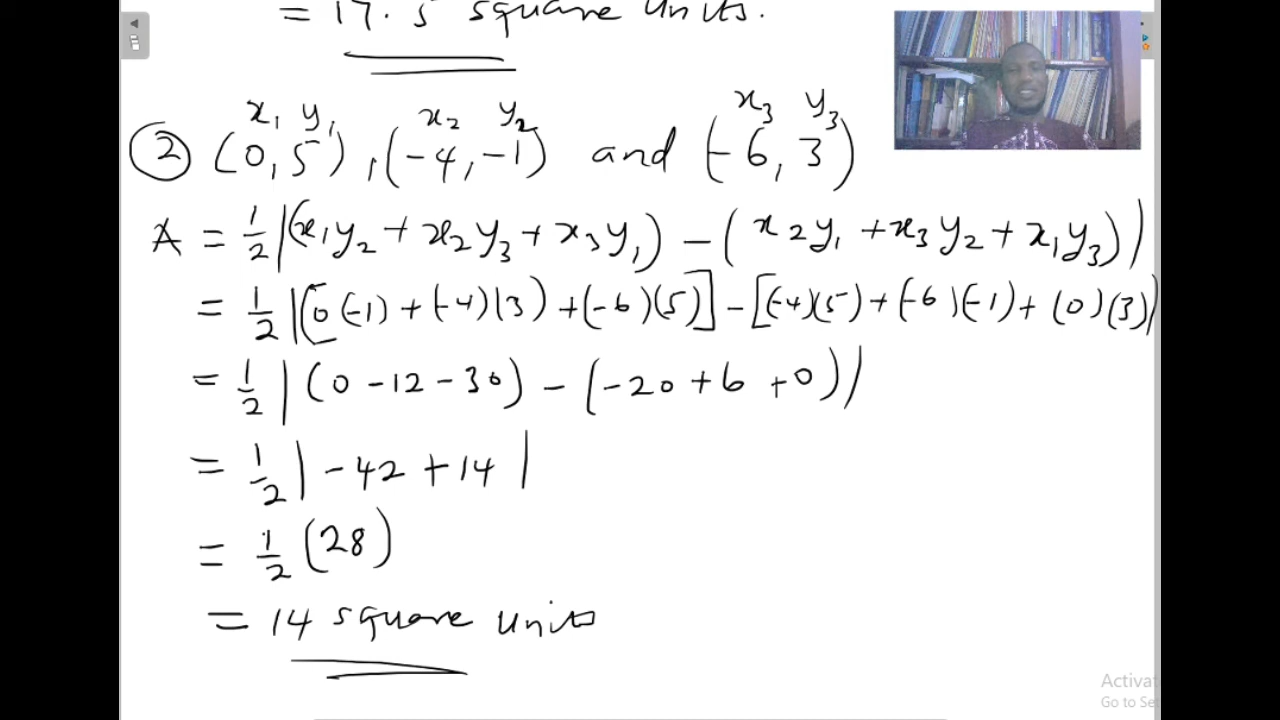 = 17.5 square units.
x₁ y₁ x₂ y₂ x₃ y₃
② (0, 5), (-4, -1) and (-6, 3)
A = 1/2 |(x₁y₂ + x₂y₃ + x₃y₁) - (x₂y₁ + x₃y₂ + x₁y₃)|
= 1/2 |[0(-1) + (-4)(3) + (-6)(5)] - [(-4)(5) + (-6)(-1) + (0)(3)|
= 1/2 |(0 - 12 - 30) - (-20 + 6 + 0)|
= 1/2 | -42 + 14 |
= 1/2 (28)
= 14 square units
Activat
Go to Se